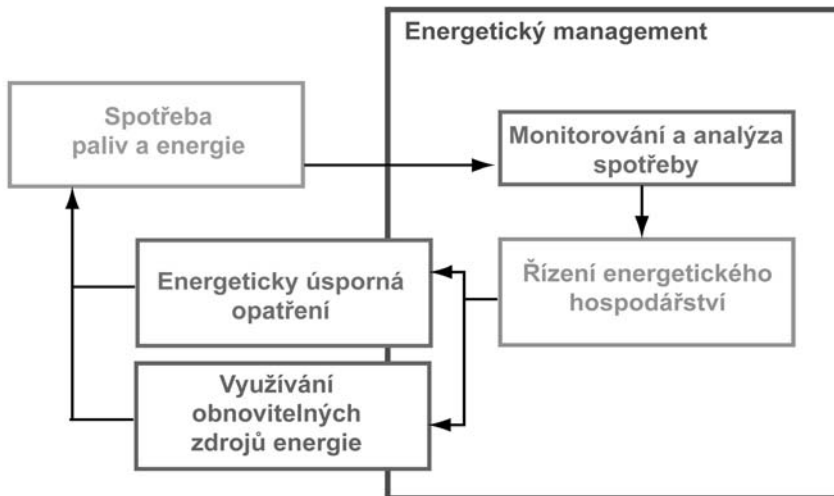 Energetický management
Spotřeba
paliv a energie
Monitorování a analýza
spotřeby
Řízení energetického
hospodářství
Energeticky úsporná
opatření
Využívání
obnovitelných
zdrojů energie